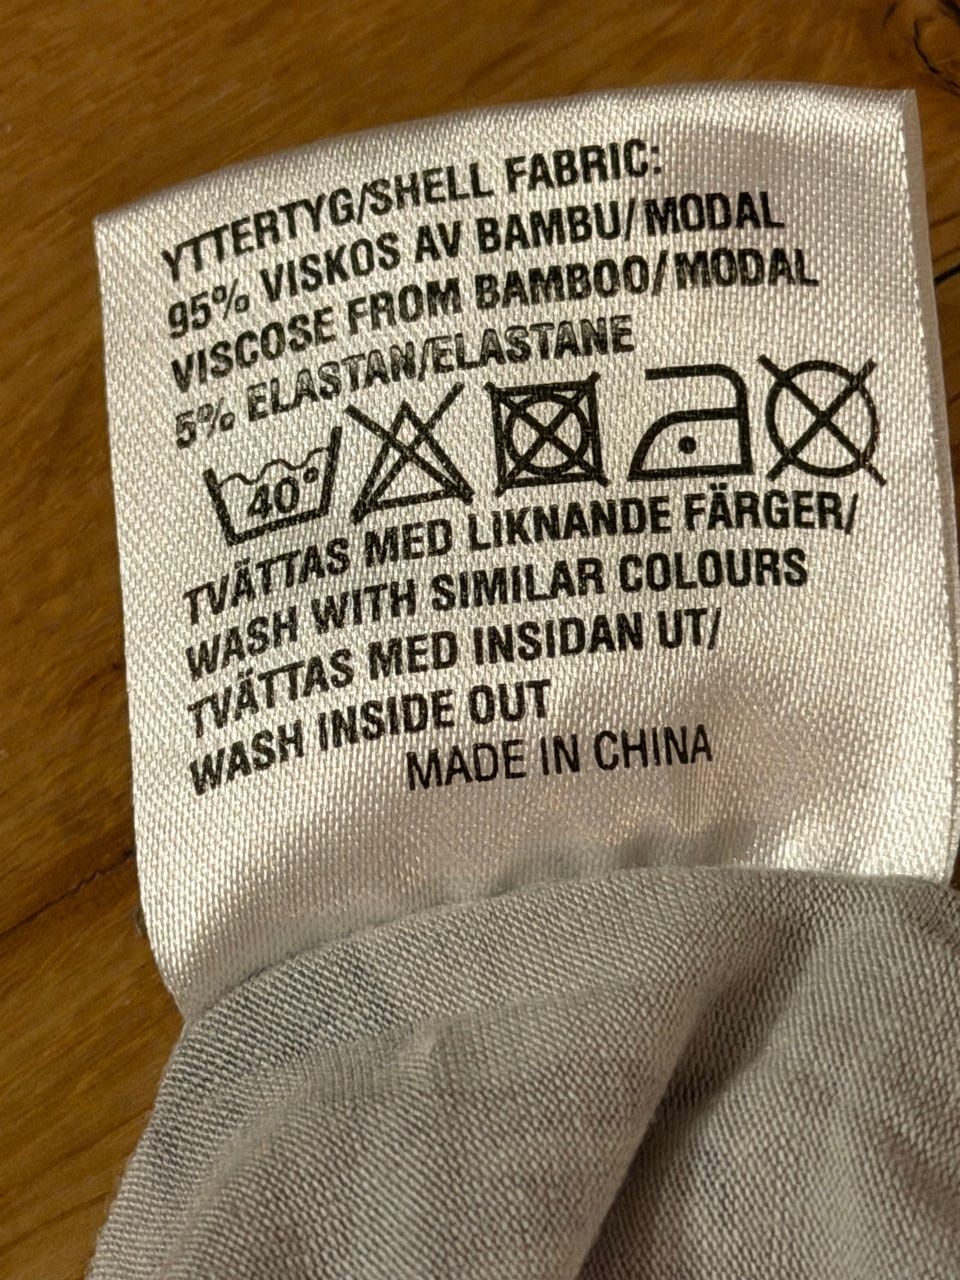 YTTERTYG/SHELL FABRIC:
95% VISKOS AV BAMBU/MODAL
VISCOSE FROM BAMBOO/MODAL
5% ELASTAN/ELASTANE
40°
TVÄTTAS MED LIKNANDE FÄRGER/
WASH WITH SIMILAR COLOURS
TVÄTTAS MED INSIDAN UT/
WASH INSIDE OUT
MADE IN CHINA